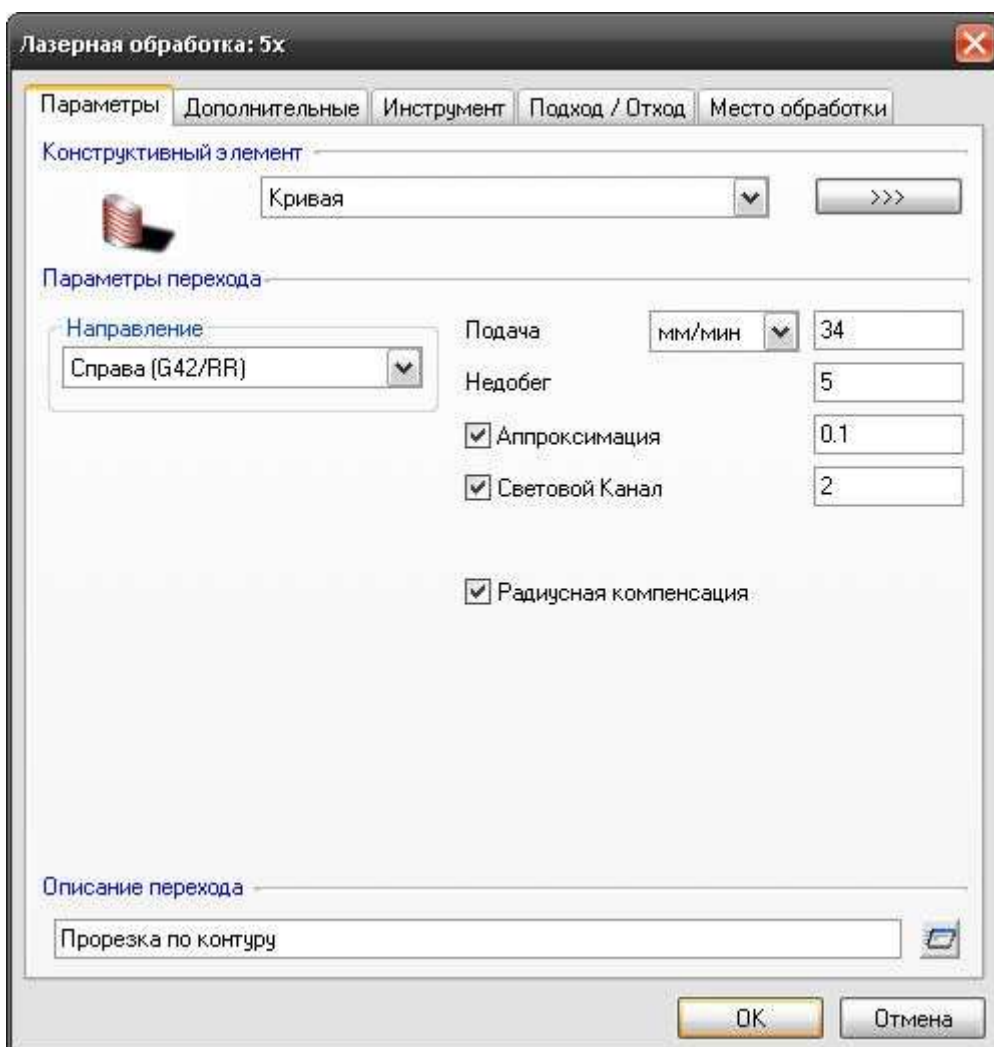 Лазерная обработка: 5x
Параметры Дополнительные Инструмент Подход / Отход Место обработки
Конструктивный элемент
Кривая >>>
Параметры перехода
Направление
Справа (G42/RR)
Подача мм/мин 34
Недобег 5
Аппроксимация 0.1
Световой Канал 2
Радиусная компенсация
Описание перехода
Прорезка по контуру
OK Отмена